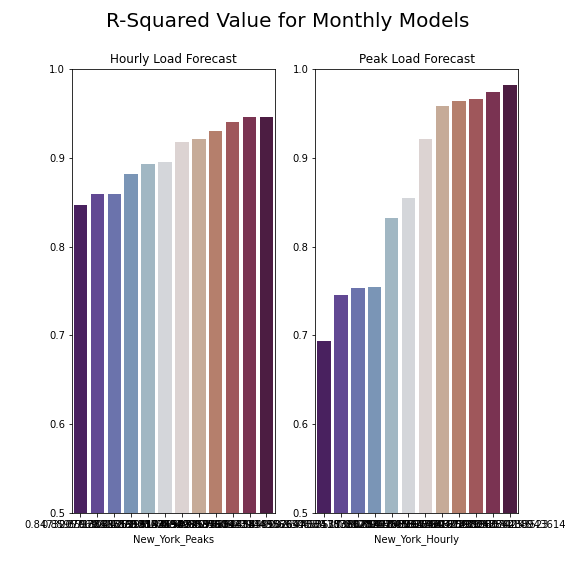 R-Squared Value for Monthly Models
Hourly Load Forecast
Peak Load Forecast
1.0
0.9
0.8
0.7
0.6
0.5
1.0
0.9
0.8
0.7
0.6
0.5
New_York_Peaks
New_York_Hourly